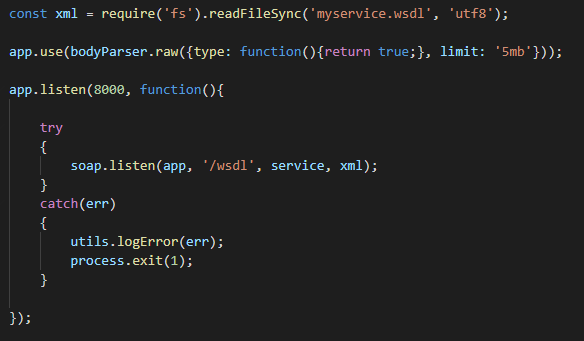 const xml = require('fs').readFileSync('myservice.wsdl', 'utf8');
app.use(bodyParser.raw({type: function(){return true;}, limit: '5mb'}));
app.listen(8000, function(){
try
{
soap.listen(app, '/wsdl', service, xml);
}
catch(err)
{
utils.logError(err);
process.exit(1);
}
});